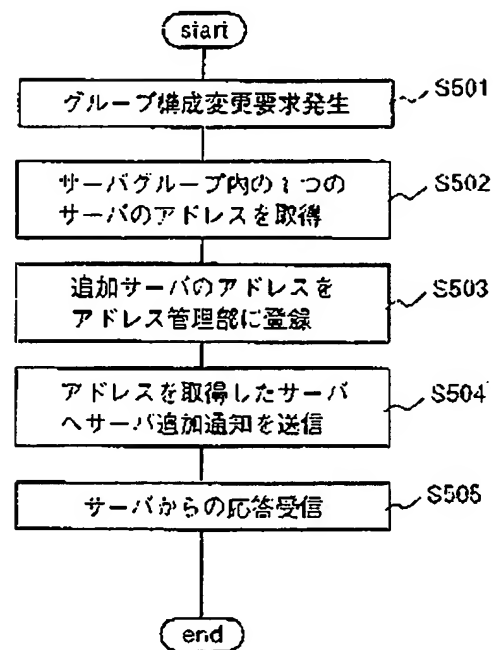 start
グループ構成変更要求発生
S501
サーバグループ内の1つの
サーバのアドレスを取得
S502
追加サーバのアドレスを
アドレス管理部に登録
S503
アドレスを取得したサーバ
へサーバ追加通知を送信
S504
サーバからの応答受信
S505
end